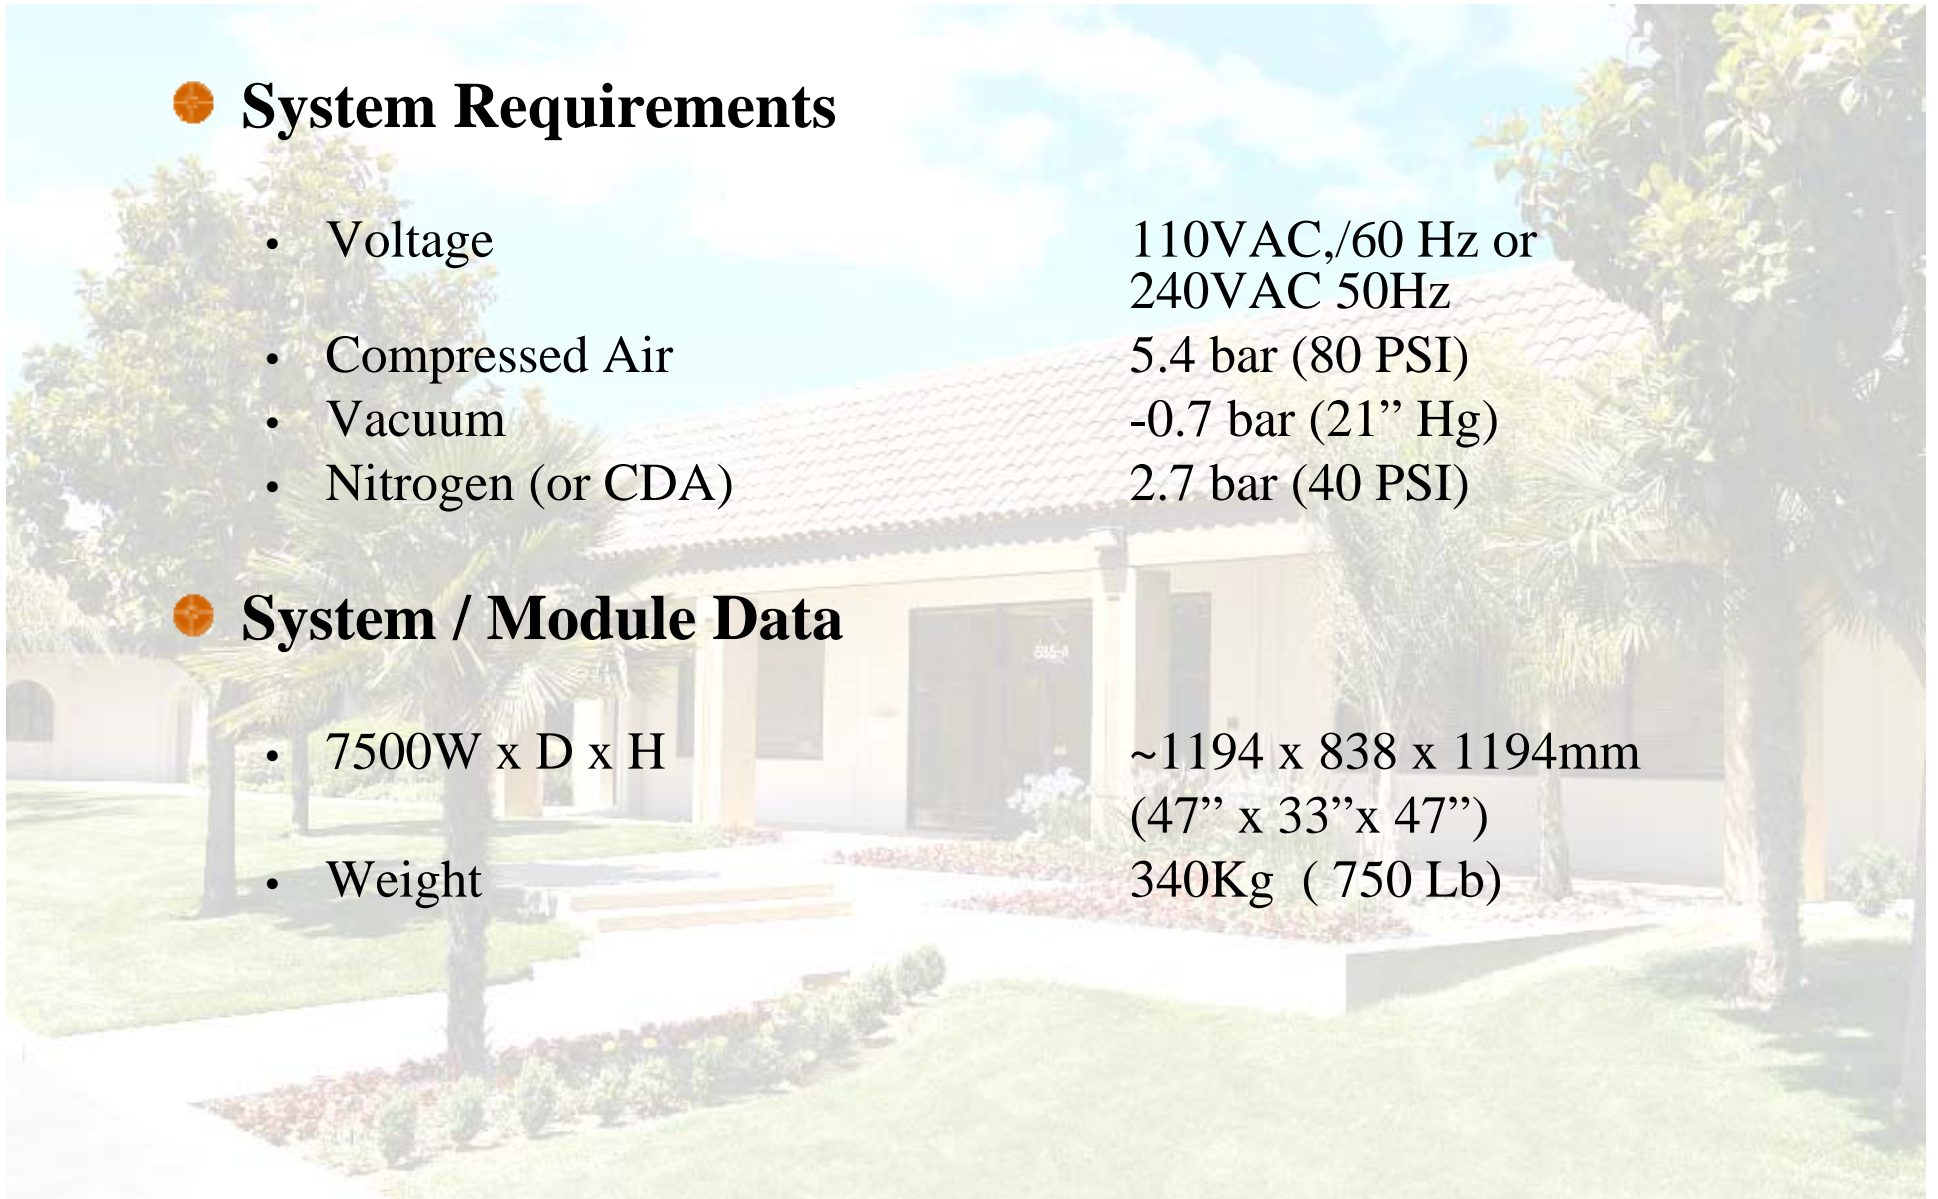 System Requirements
• Voltage 110VAC,/60 Hz or
240VAC 50Hz
• Compressed Air 5.4 bar (80 PSI)
• Vacuum -0.7 bar (21” Hg)
• Nitrogen (or CDA) 2.7 bar (40 PSI)
System / Module Data
• 7500W x D x H ~1194 x 838 x 1194mm
(47” x 33”x 47”)
• Weight 340Kg ( 750 Lb)